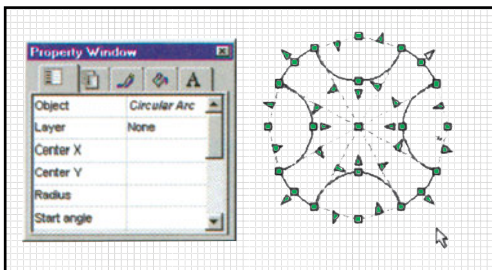 Property Window
A
Object Circular Arc
Layer None
Center X
Center Y
Radius
Start angle